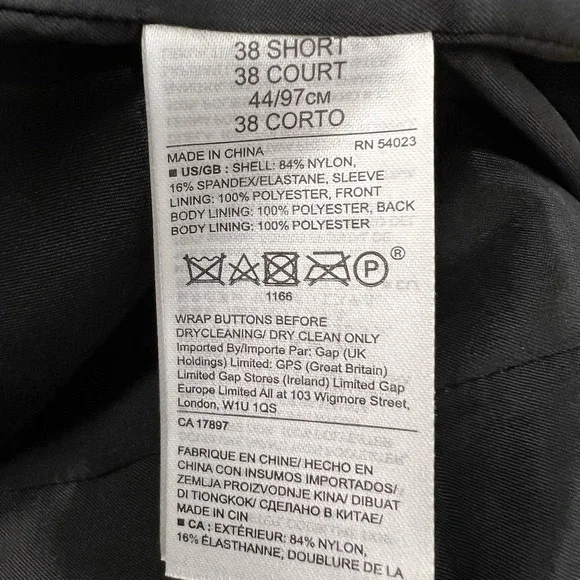 38 SHORT
38 COURT
44/97CM
38 CORTO
MADE IN CHINA RN 54023
■ US/GB : SHELL: 84% NYLON,
16% SPANDEX/ELASTANE, SLEEVE
LINING: 100% POLYESTER, FRONT
BODY LINING: 100% POLYESTER, BACK
BODY LINING: 100% POLYESTER
P ®
1166
WRAP BUTTONS BEFORE
DRYCLEANING/ DRY CLEAN ONLY
Imported By/Importe Par: Gap (UK
Holdings) Limited: GPS (Great Britain)
Limited Gap Stores (Ireland) Limited Gap
Europe Limited All at 103 Wigmore Street,
London, W1U 1QS
CA 17897
FABRIQUE EN CHINE/ HECHO EN
CHINA CON INSUMOS IMPORTADOS/
ZEMLJA PROIZVODNJE KINA/ DIBUAT
DI TIONGKOK/ СДЕЛАНО В КИТАЕ/
MADE IN CIN
■ CA : EXTÉRIEUR: 84% NYLON,
16% ÉLASTHANNE, DOUBLURE DE LA